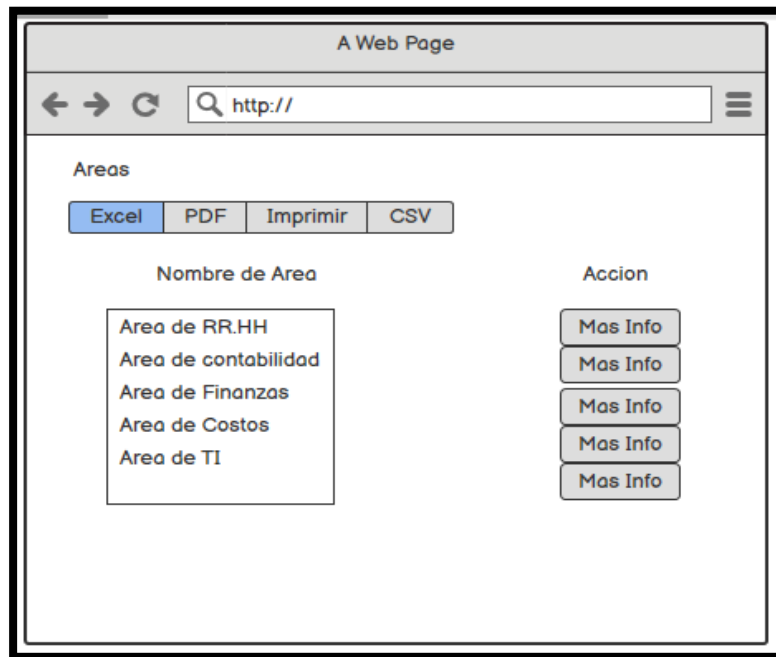 A Web Page
http://
Areas
Excel PDF Imprimir CSV
Nombre de Area Accion
Area de RR.HH Mas Info
Area de contabilidad Mas Info
Area de Finanzas Mas Info
Area de Costos Mas Info
Area de TI Mas Info